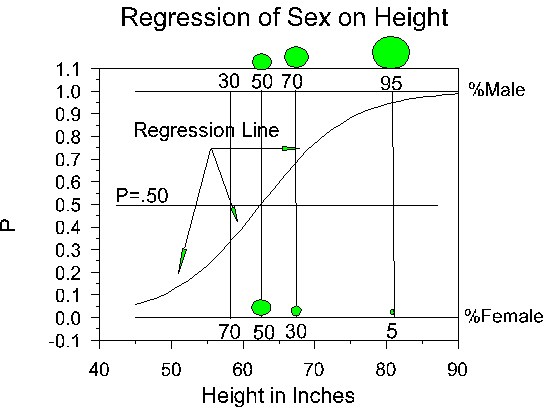 Regression of Sex on Height
1.1
30 50 70 95
1.0
%Male
0.9
Regression Line
0.8
0.7
0.6
P=.50
0.5
0.4
P
0.3
0.2
0.1
0.0
%Female
70 50 30 5
-0.1
40 50 60 70 80 90
Height in Inches